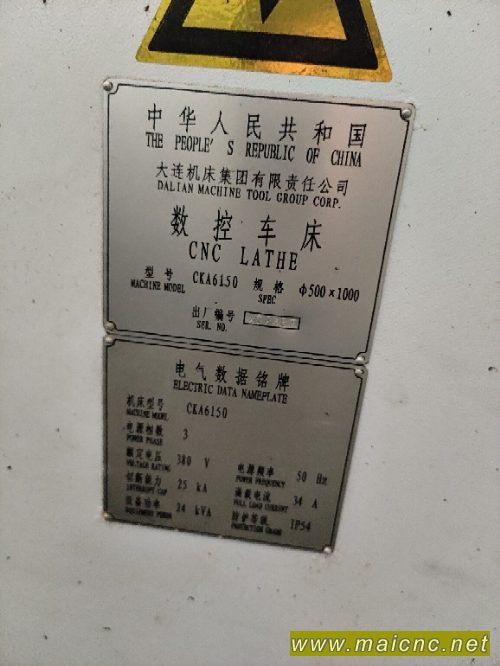 中华人民共和国
THE PEOPLE'S REPUBLIC OF CHINA
大连机床集团有限责任公司
DALIAN MACHINE TOOL GROUP CORP.
数控车床
CNC LATHE
型号 CKA6150 规格 Φ500×1000
MACHINE MODEL SPEC
出厂编号
SER. NO.
电气数据铭牌
ELECTRIC DATA NAMEPLATE
机床型号 CKA6150
MACHINE MODEL
电源相数 3
POWER PHASE
额定电压 380 V 电源频率 50 Hz
VOLTAGE RATING POWER FREQUENCY
切断能力 25 kA 满载电流 34 A
INTERRUPT CAP FULL LOAD CURRENT
设备功率 24 kVA 防护等级 IP54
EQUIPMENT POWER PROTECTION GRADE
www.maicnc.net